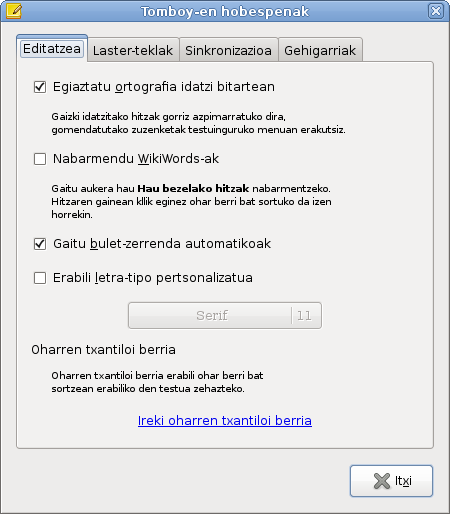 Tomboy-en hobespenak
Editatzea Laster-teklak Sinkronizazioa Gehigarriak
Egiaztatu ortografia idatzi bitartean
Gaizki idatzitako hitzak gorriz azpimarratuko dira,
gomendatutako zuzenketak testuinguruko menuan erakutsiz.
Nabarmendu WikiWords-ak
Gaitu aukera hau Hau bezelako hitzak nabarmentzeko.
Hitzaren gainean kllik eginez ohar berri bat sortuko da izen
horrekin.
Gaitu bulet-zerrenda automatikoak
Erabili letra-tipo pertsonalizatua
Serif 11
Oharren txantiloi berria
Oharren txantiloi berria erabili ohar berri bat
sortzean erabiliko den testua zehazteko.
Ireki oharren txantiloi berria
Itxi